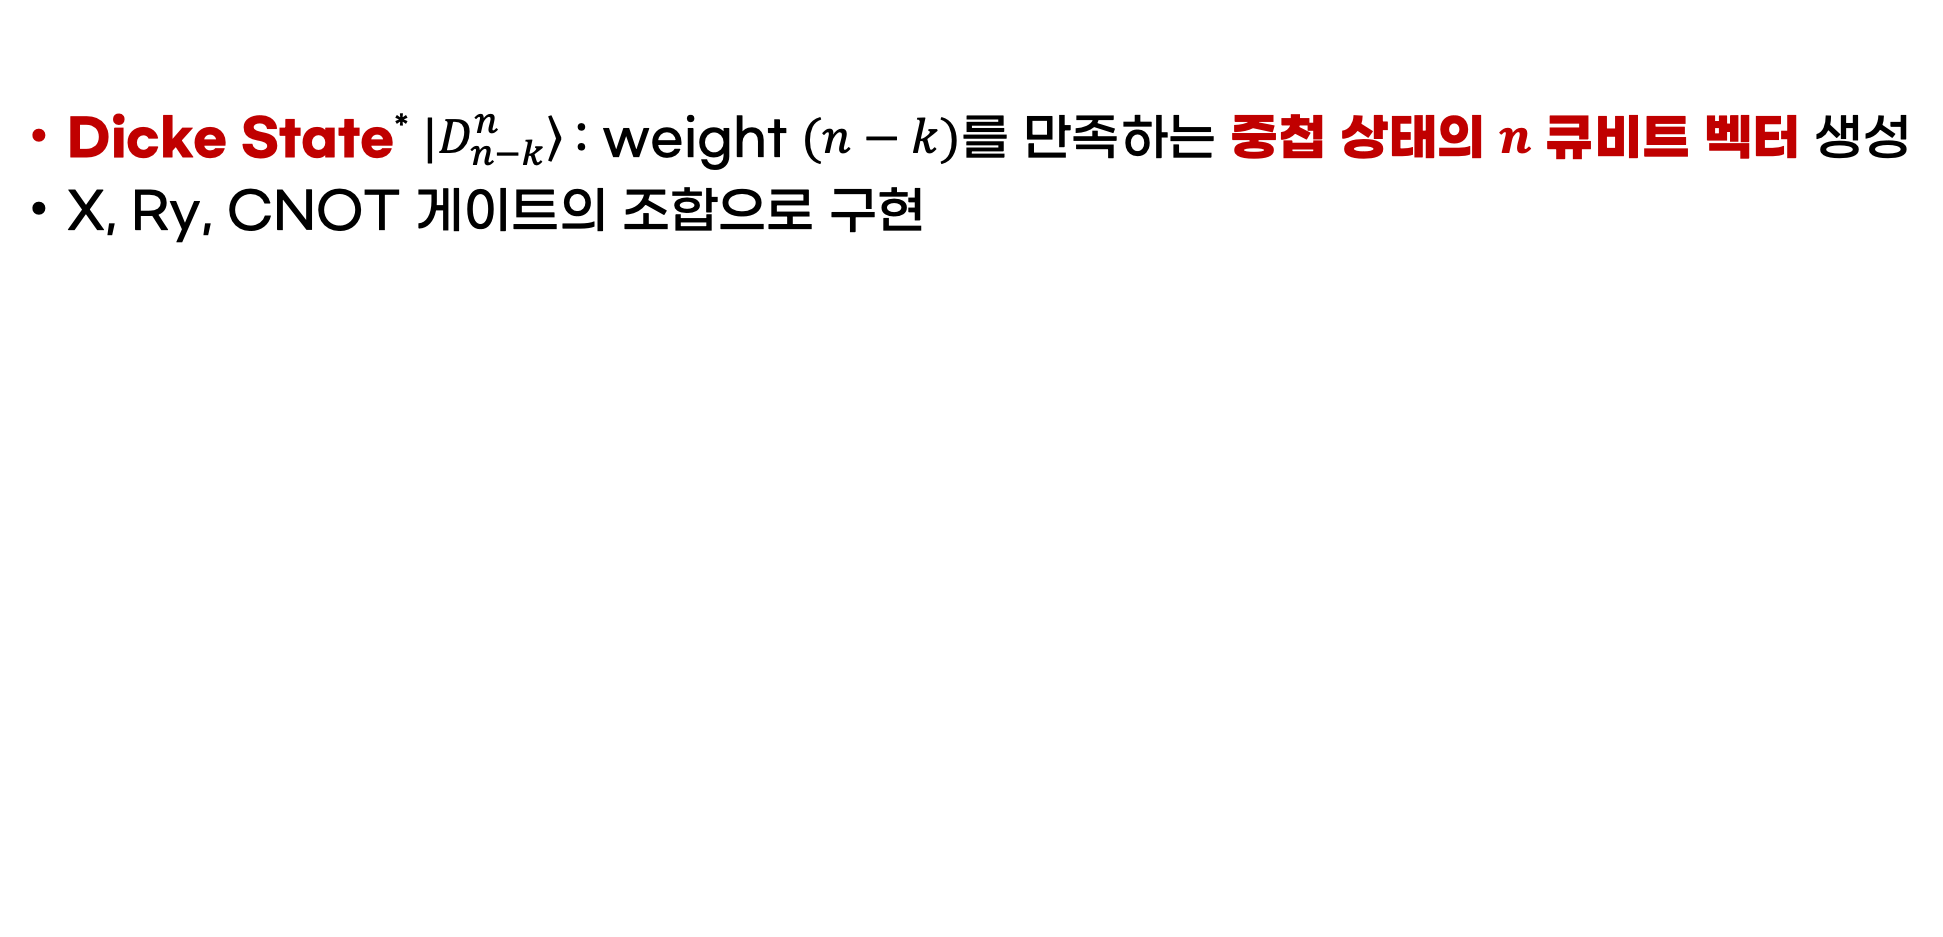 • Dicke State* |Dⁿₙ₋ₖ⟩ : weight (n − k)를 만족하는 중첩 상태의 n 큐비트 벡터 생성
• X, Ry, CNOT 게이트의 조합으로 구현